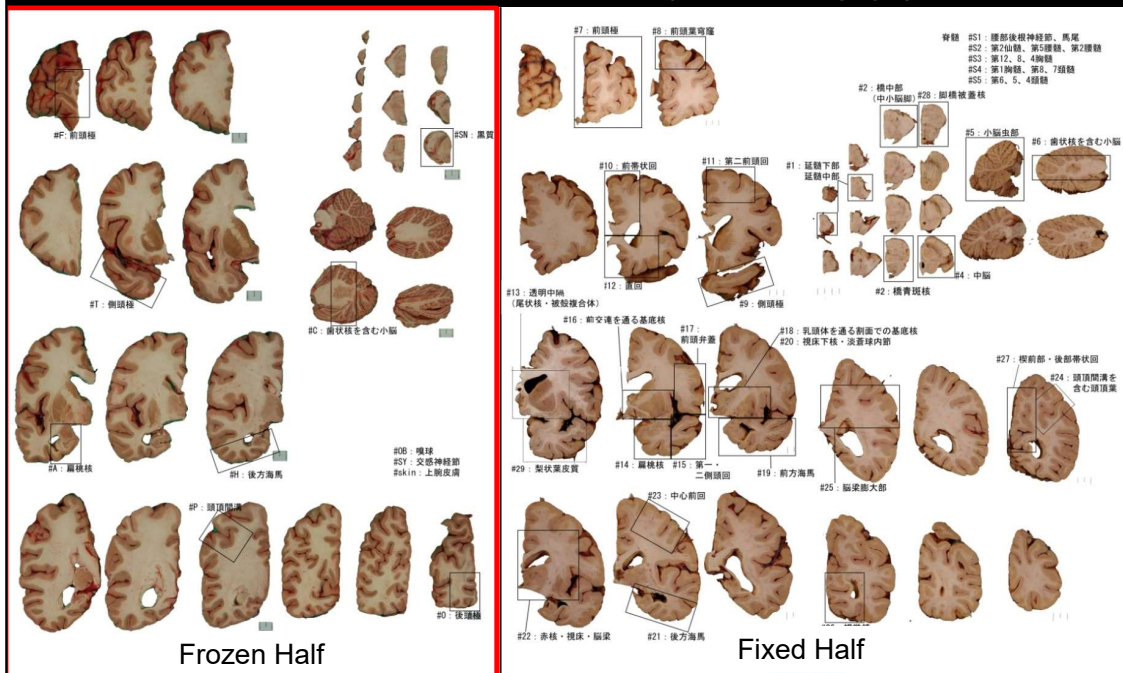 #F: 前頭極
#SN：黒質
#T：側頭極
#C：歯状核を含む小脳
#A：扁桃核
#H：後方海馬
#OB：嗅球
#SY：交感神経節
#skin：上腕皮膚
#P：頭頂間溝
#O：後頭極
Frozen Half
#7：前頭極
#8：前頭葉穹窿
脊髄 #S1：腰部後根神経節、馬尾
#S2：第2仙髄、第5腰髄、第2腰髄
#S3：第12、8、4胸髄
#S4：第1胸髄、第8、7頚髄
#S5：第6、5、4頚髄
#2：橋中部
（中小脳脚）
#28：脚橋被蓋核
#5：小脳虫部
#6：歯状核を含む小脳
#1：延髄下部
延髄中部
#10：前帯状回
#11：第二前頭回
#12：直回
#9：側頭極
#2：橋青斑核
#4：中脳
#13：透明中隔
（尾状核・被殻複合体）
#16：前交連を通る基底核
#17：
前頭弁蓋
#18：乳頭体を通る割面での基底核
#20：視床下核・淡蒼球内節
#27：楔前部・後部帯状回
#24：頭頂間溝を
含む頭頂葉
#29：梨状葉皮質
#14：扁桃核
#15：第一・
二側頭回
#19：前方海馬
#25：脳梁膨大部
#23：中心前回
#22：赤核・視床・脳梁
#21：後方海馬
Fixed Half